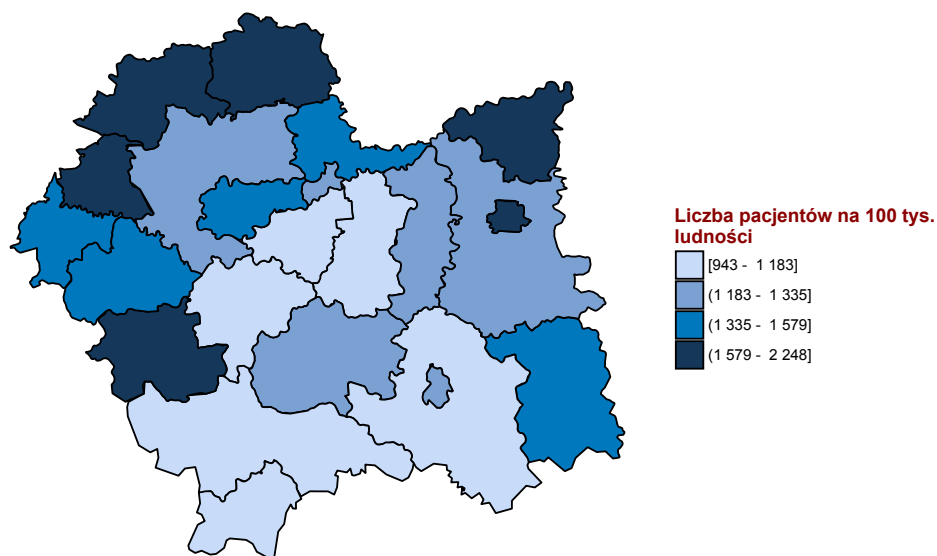 Liczba pacjentów na 100 tys.
ludności
[943 - 1 183]
(1 183 - 1 335]
(1 335 - 1 579]
(1 579 - 2 248]